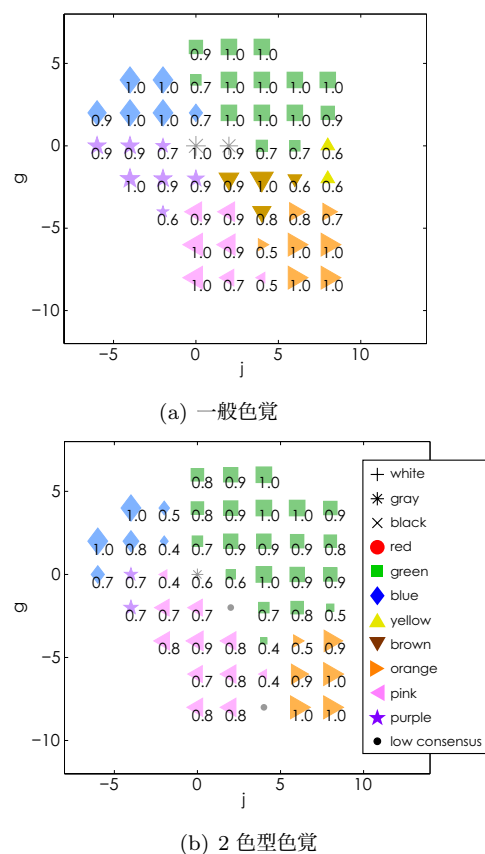 5
0
−5
−10
g
0.9 1.0 1.0
1.0 1.0 0.7 1.0 1.0 1.0 1.0
0.9 1.0 1.0 0.7 1.0 1.0 1.0 0.9
0.9 0.9 0.7 1.0 0.9 0.7 0.7 0.6
1.0 0.9 0.9 0.9 1.0 0.6 0.6
0.6 0.9 0.9 0.8 0.8 0.7
1.0 0.9 0.5 1.0 1.0
1.0 0.7 0.5 1.0 1.0
−5 0 5 10
j
(a) 一般色覚
5
0
−5
−10
g
0.8 0.9 1.0
1.0 0.5 0.8 0.9 1.0 1.0 0.9
1.0 0.8 0.4 0.7 0.9 0.9 0.9 0.8
0.7 0.7 0.4 0.6 0.6 1.0 0.9 0.9
0.7 0.7 0.7 0.7 0.8 0.5
0.8 0.9 0.8 0.4 0.5 0.9
0.7 0.8 0.4 0.9 1.0
0.8 0.8 1.0 1.0
−5 0 5 10
j
white
gray
black
red
green
blue
yellow
brown
orange
pink
purple
low consensus
(b) 2 色型色覚